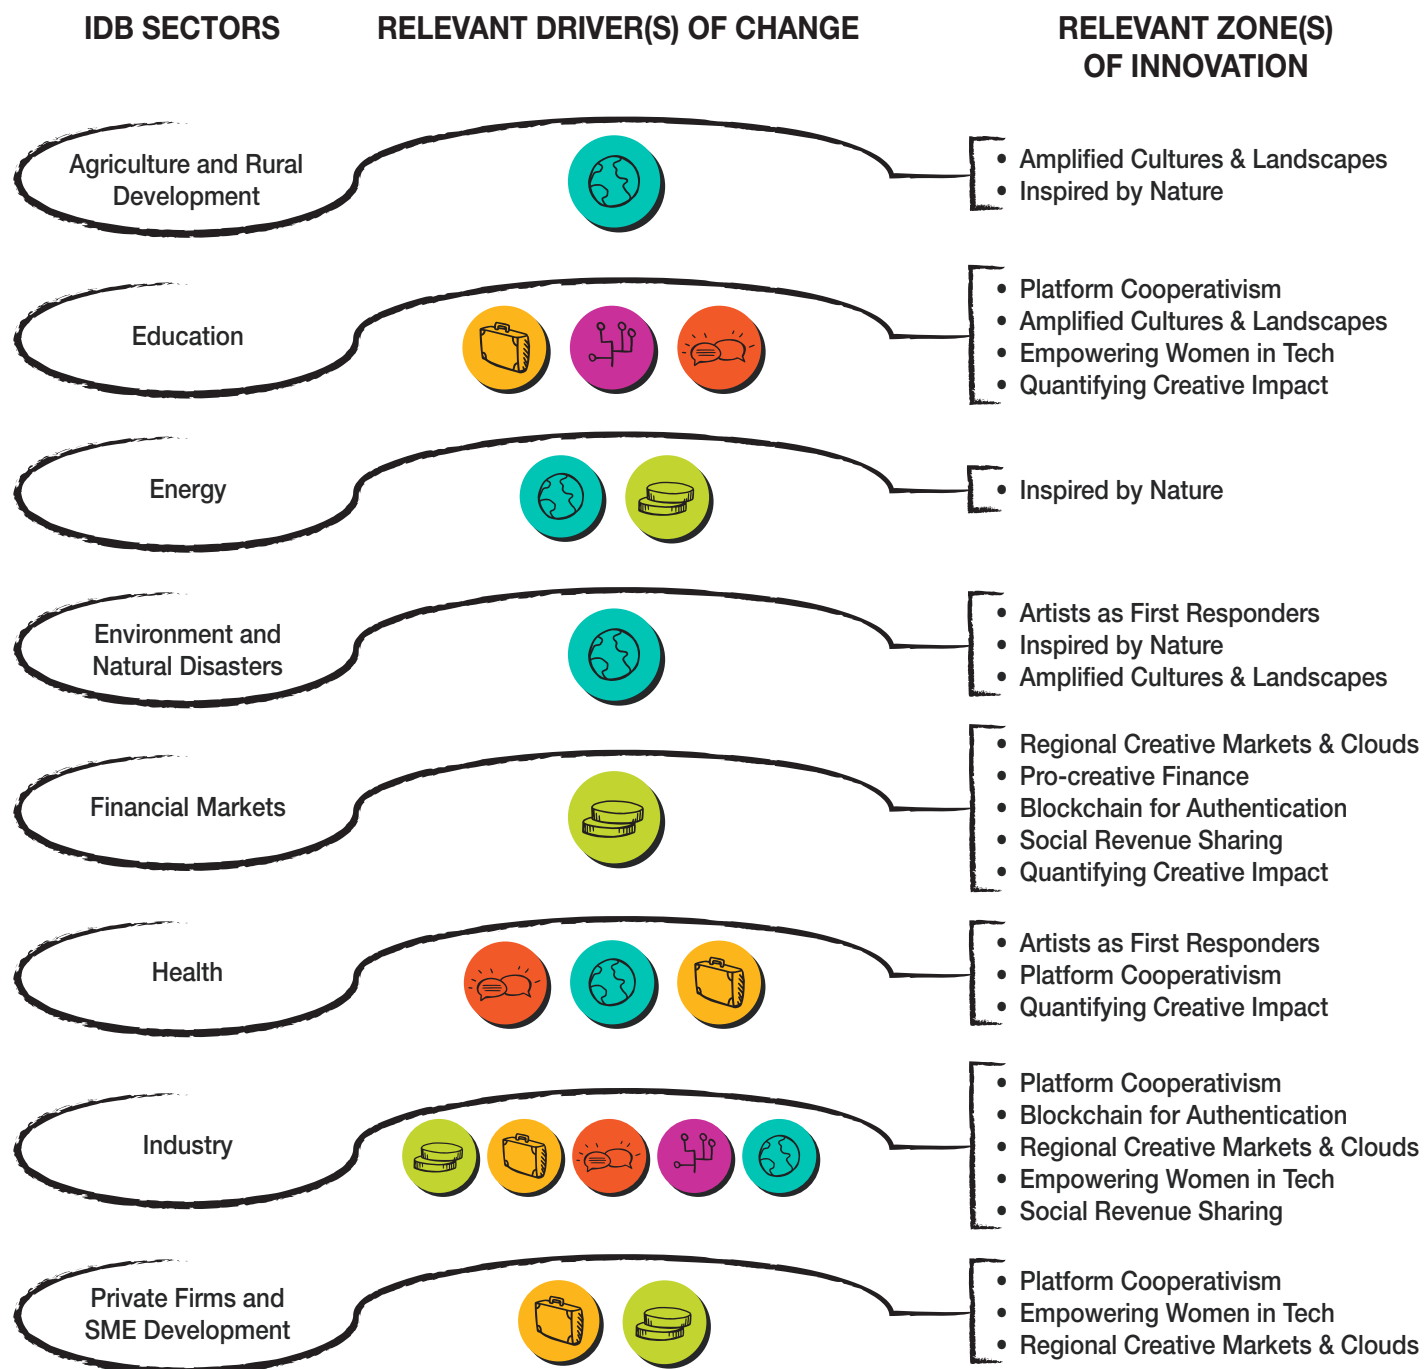 IDB SECTORS
RELEVANT DRIVER(S) OF CHANGE
RELEVANT ZONE(S)
OF INNOVATION
Agriculture and Rural
Development
• Amplified Cultures & Landscapes
• Inspired by Nature
Education
• Platform Cooperativism
• Amplified Cultures & Landscapes
• Empowering Women in Tech
• Quantifying Creative Impact
Energy
• Inspired by Nature
Environment and
Natural Disasters
• Artists as First Responders
• Inspired by Nature
• Amplified Cultures & Landscapes
Financial Markets
• Regional Creative Markets & Clouds
• Pro-creative Finance
• Blockchain for Authentication
• Social Revenue Sharing
• Quantifying Creative Impact
Health
• Artists as First Responders
• Platform Cooperativism
• Quantifying Creative Impact
Industry
• Platform Cooperativism
• Blockchain for Authentication
• Regional Creative Markets & Clouds
• Empowering Women in Tech
• Social Revenue Sharing
Private Firms and
SME Development
• Platform Cooperativism
• Empowering Women in Tech
• Regional Creative Markets & Clouds